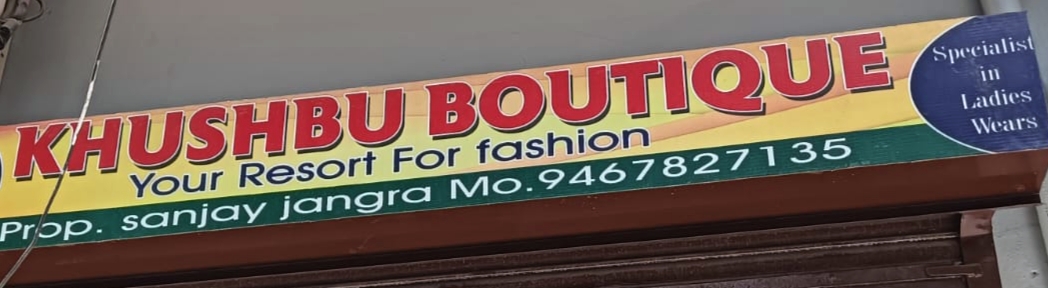 KHUSHBU BOUTIQUE
Your Resort For fashion
Prop. sanjay jangra Mo.9467827135
Specialist
in
Ladies
Wears